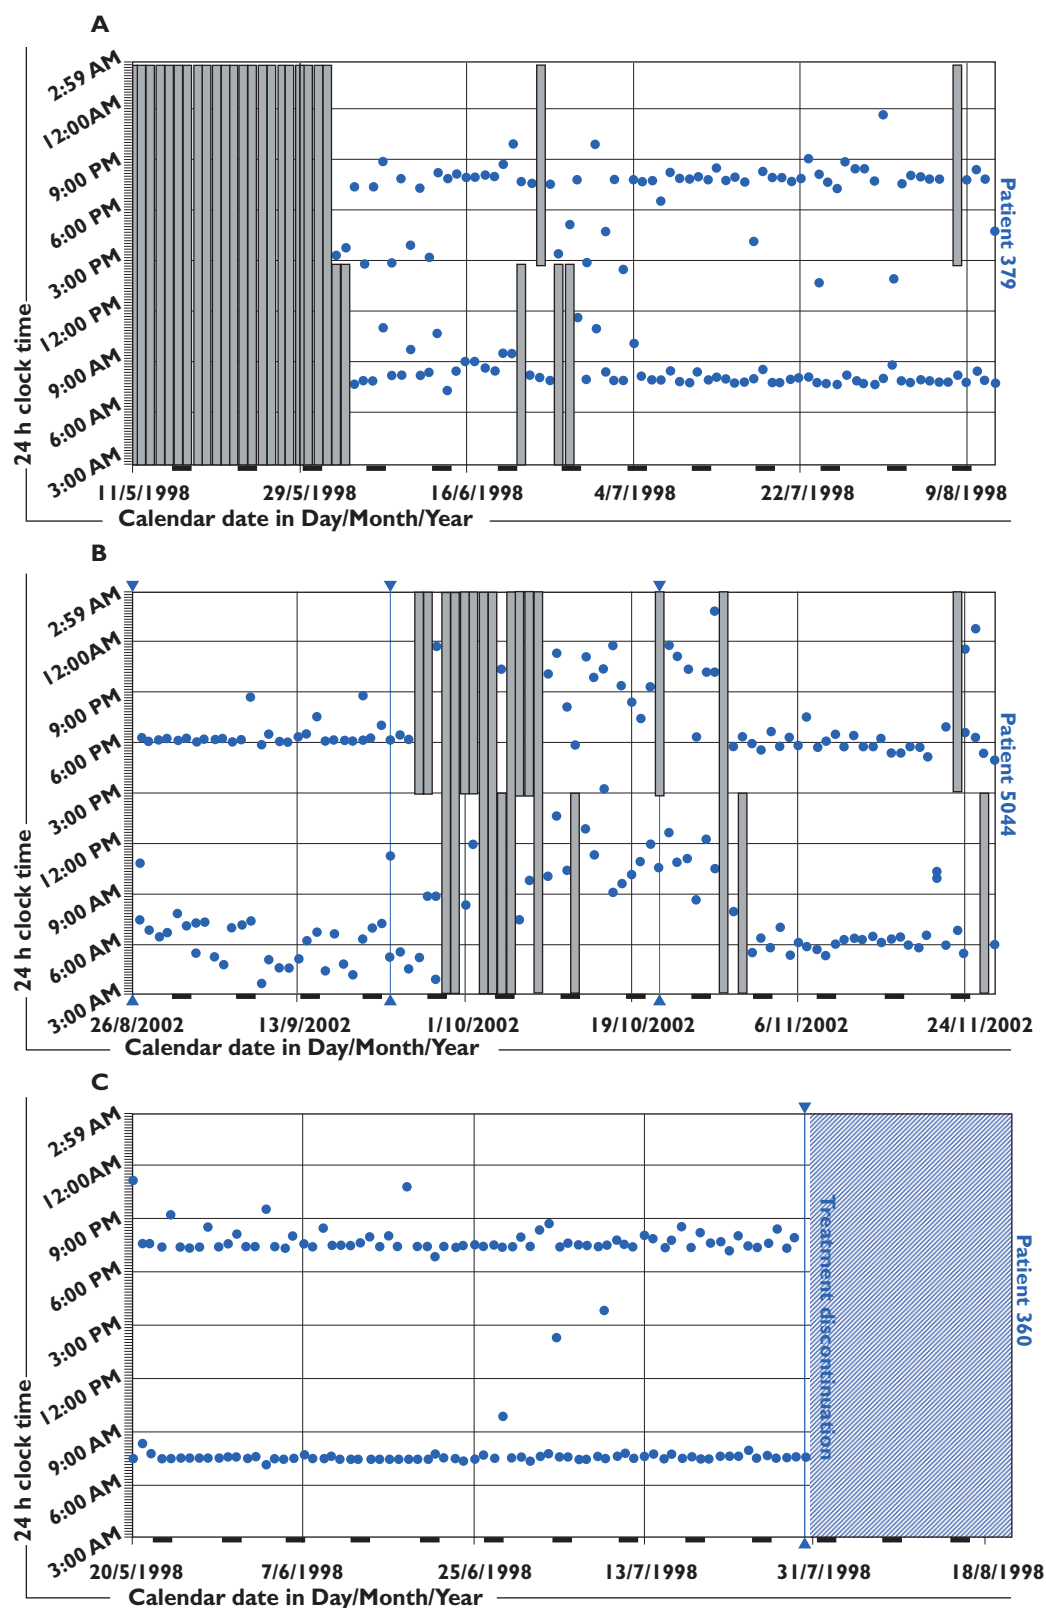 A
2:59 AM
12:00AM
9:00 PM
6:00 PM
3:00 PM
12:00 PM
9:00 AM
6:00 AM
3:00 AM
24 h clock time
Patient 379
11/5/1998 29/5/1998 16/6/1998 4/7/1998 22/7/1998 9/8/1998
Calendar date in Day/Month/Year
B
2:59 AM
12:00AM
9:00 PM
6:00 PM
3:00 PM
12:00 PM
9:00 AM
6:00 AM
3:00 AM
24 h clock time
Patient 5044
26/8/2002 13/9/2002 1/10/2002 19/10/2002 6/11/2002 24/11/2002
Calendar date in Day/Month/Year
C
2:59 AM
12:00AM
9:00 PM
6:00 PM
3:00 PM
12:00 PM
9:00 AM
6:00 AM
3:00 AM
24 h clock time
Treatment discontinuation
Patient 360
20/5/1998 7/6/1998 25/6/1998 13/7/1998 31/7/1998 18/8/1998
Calendar date in Day/Month/Year